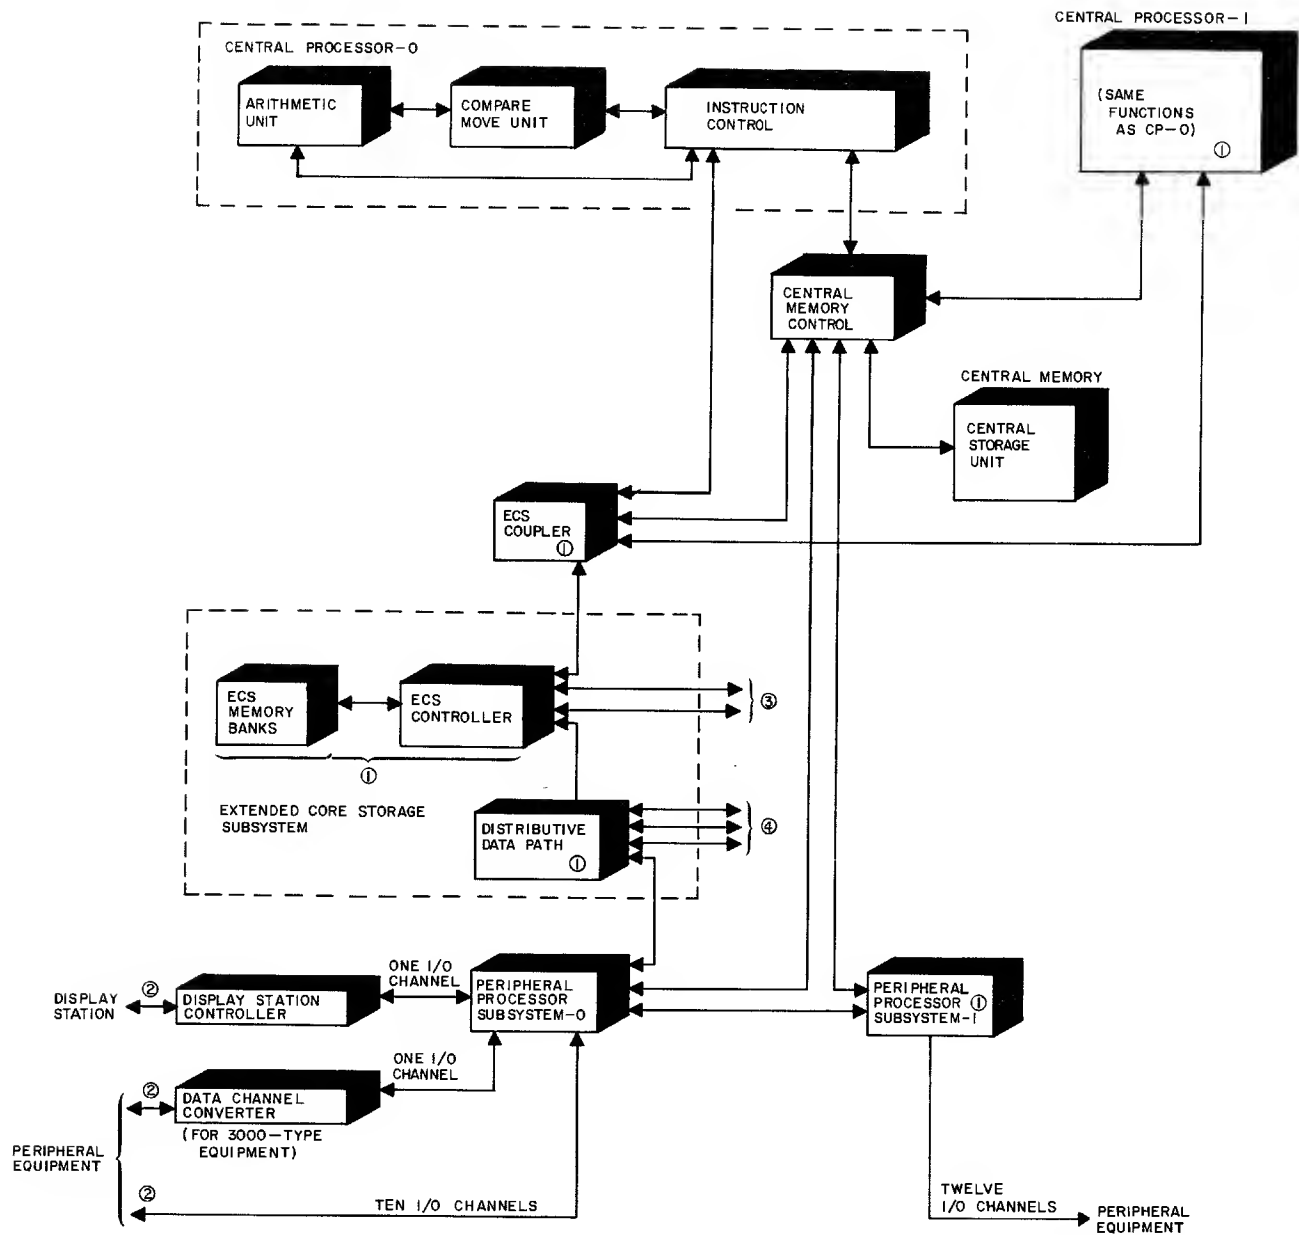 CENTRAL PROCESSOR-1
CENTRAL PROCESSOR-0
ARITHMETIC
UNIT
COMPARE
MOVE UNIT
INSTRUCTION
CONTROL
(SAME
FUNCTIONS
AS CP-0)
①
CENTRAL
MEMORY
CONTROL
CENTRAL MEMORY
CENTRAL
STORAGE
UNIT
ECS
COUPLER
①
ECS
MEMORY
BANKS
ECS
CONTROLLER
③
①
EXTENDED CORE STORAGE
SUBSYSTEM
DISTRIBUTIVE
DATA PATH
①
④
DISPLAY
STATION
②
DISPLAY STATION
CONTROLLER
ONE I/O
CHANNEL
PERIPHERAL
PROCESSOR
SUBSYSTEM-0
PERIPHERAL
PROCESSOR ①
SUBSYSTEM-1
ONE I/O
CHANNEL
②
DATA CHANNEL
CONVERTER
(FOR 3000-TYPE
EQUIPMENT)
PERIPHERAL
EQUIPMENT
②
TEN I/O CHANNELS
TWELVE
I/O CHANNELS
PERIPHERAL
EQUIPMENT